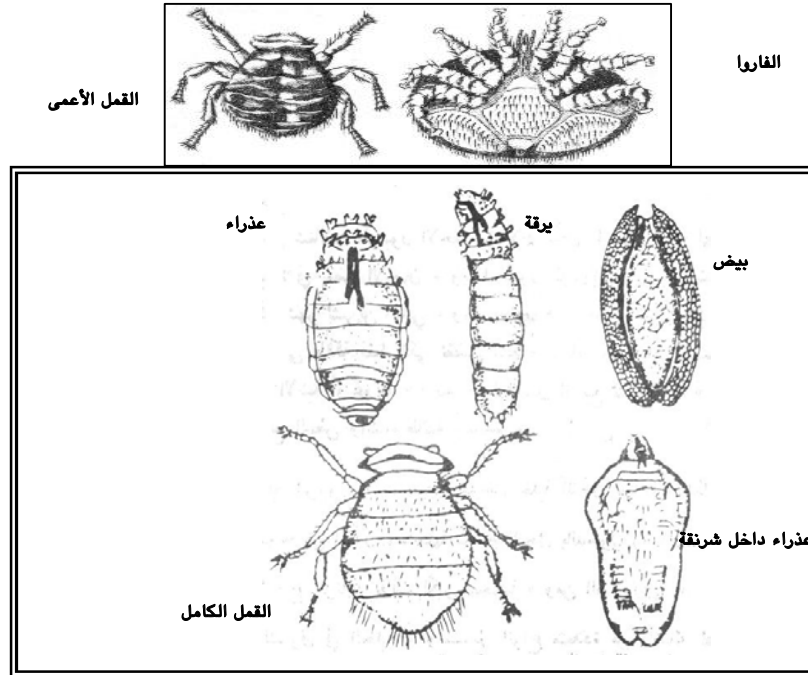 الفاروا
القمل الأعمى
عذراء
يرقة
بيض
عذراء داخل شرنقة
القمل الكامل